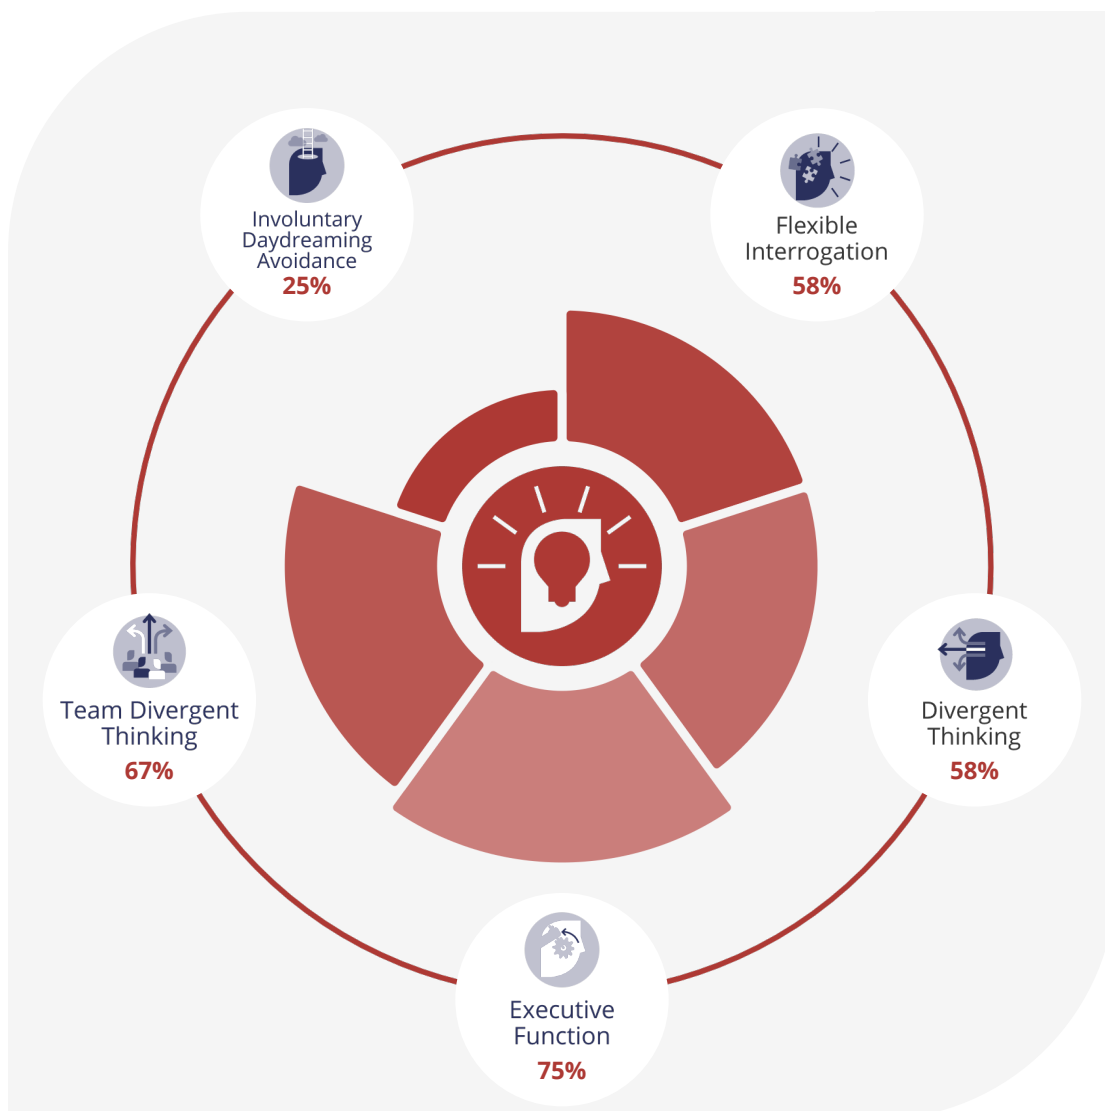 Involuntary
Daydreaming
Avoidance
25%
Flexible
Interrogation
58%
Team Divergent
Thinking
67%
Divergent
Thinking
58%
Executive
Function
75%